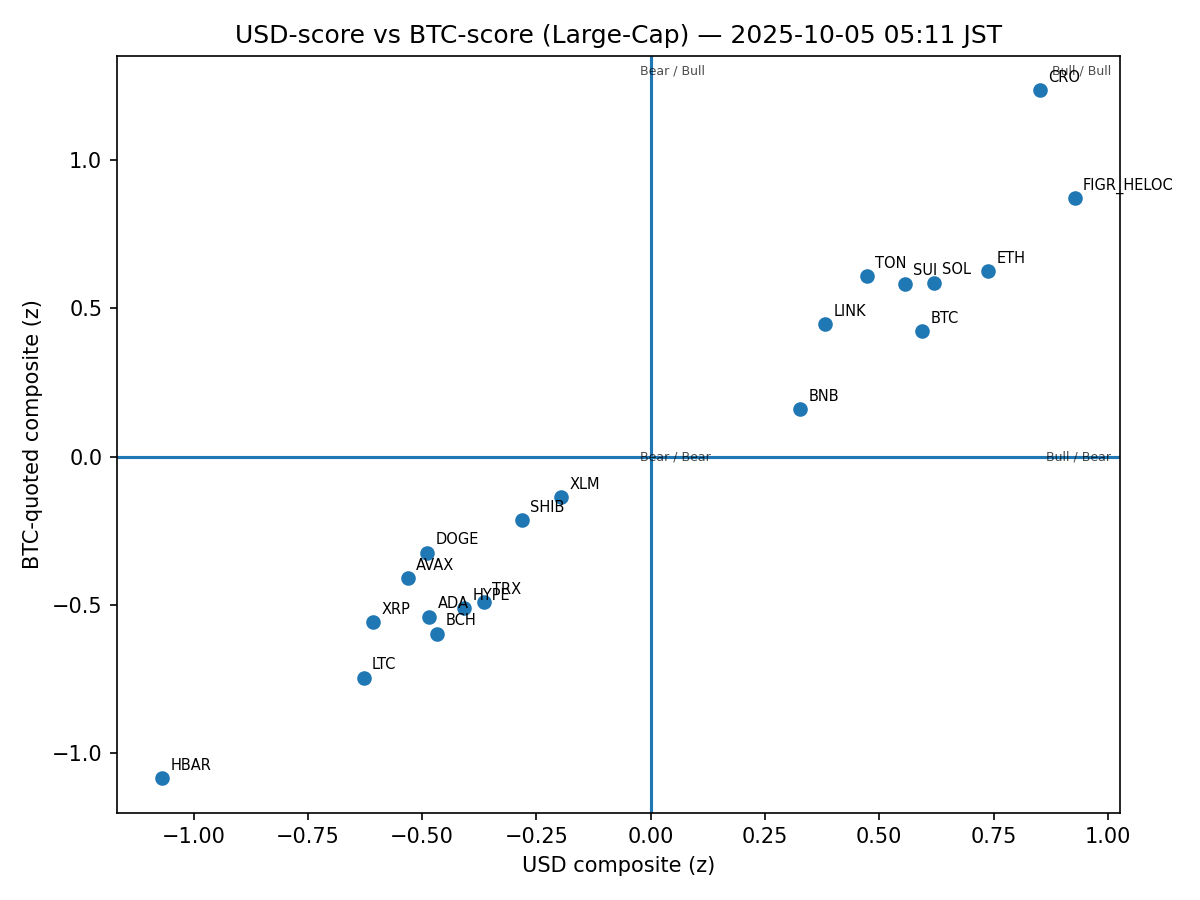 USD-score vs BTC-score (Large-Cap) — 2025-10-05 05:11 JST
Bear / Bull
Bull / Bull
CRO
FIGR_HELOC
ETH
TON
SUI
SOL
LINK
BTC
BNB
Bear / Bear
Bull / Bear
XLM
SHIB
DOGE
AVAX
TRX
HYPE
ADA
XRP
BCH
LTC
HBAR
1.0
0.5
0.0
−0.5
−1.0
BTC-quoted composite (z)
−1.00
−0.75
−0.50
−0.25
0.00
0.25
0.50
0.75
1.00
USD composite (z)